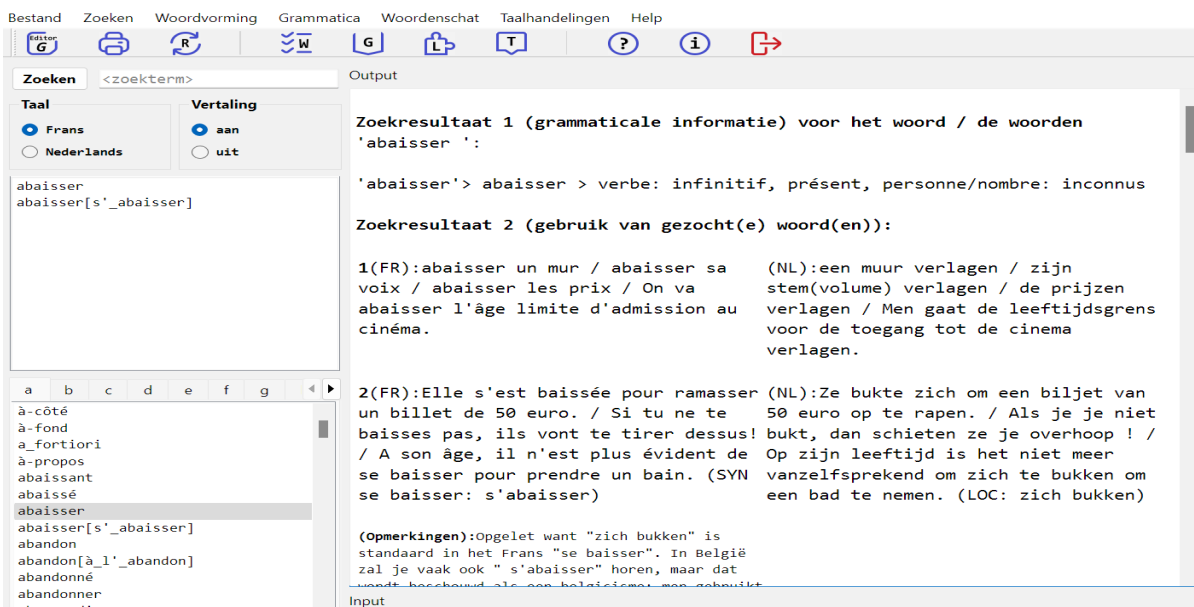 Bestand Zoeken Woordvorming Grammatica Woordenschat Taalhandelingen Help
Editor G R W G L T ? i
Zoeken <zoekterm>
Taal Vertaling
Frans aan
Nederlands uit
abaisser
abaisser[s'_abaisser]
a b c d e f g
à-côté
à-fond
a_fortiori
à-propos
abaissant
abaissé
abaisser
abaisser[s'_abaisser]
abandon
abandon[à_l'_abandon]
abandonné
abandonner
Output
Zoekresultaat 1 (grammaticale informatie) voor het woord / de woorden
'abaisser ':
'abaisser'> abaisser > verbe: infinitif, présent, personne/nombre: inconnus
Zoekresultaat 2 (gebruik van gezocht(e) woord(en)):
1(FR):abaisser un mur / abaisser sa
voix / abaisser les prix / On va
abaisser l'âge limite d'admission au
cinéma.
(NL):een muur verlagen / zijn
stem(volume) verlagen / de prijzen
verlagen / Men gaat de leeftijdsgrens
voor de toegang tot de cinema
verlagen.
2(FR):Elle s'est baissée pour ramasser
un billet de 50 euro. / Si tu ne te
baisses pas, ils vont te tirer dessus!
/ A son âge, il n'est plus évident de
se baisser pour prendre un bain. (SYN
se baisser: s'abaisser)
(NL):Ze bukte zich om een biljet van
50 euro op te rapen. / Als je je niet
bukt, dan schieten ze je overhoop ! /
Op zijn leeftijd is het niet meer
vanzelfsprekend om zich te bukken om
een bad te nemen. (LOC: zich bukken)
(Opmerkingen):Opgelet want "zich bukken" is
standaard in het Frans "se baisser". In België
zal je vaak ook " s'abaisser" horen, maar dat
wordt beschouwd als een belgicisme; men gebruikt
Input